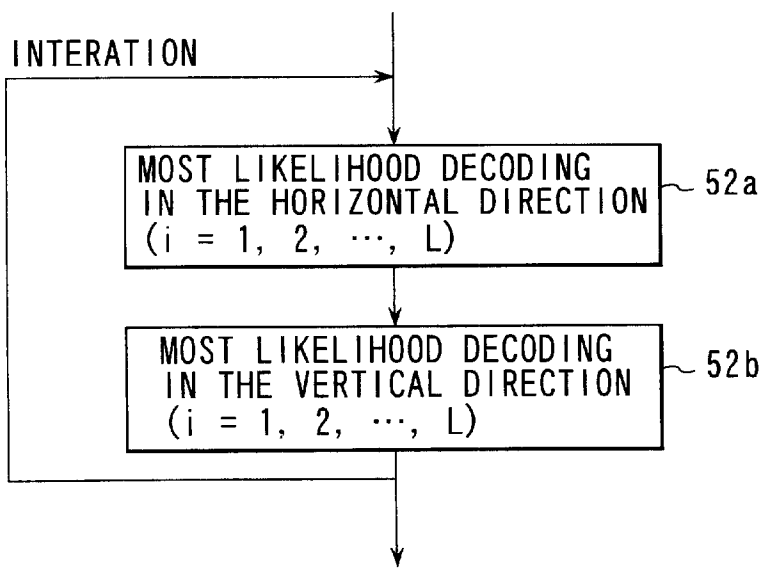 INTERATION
MOST LIKELIHOOD DECODING
IN THE HORIZONTAL DIRECTION
(i = 1, 2, ···, L)
52a
MOST LIKELIHOOD DECODING
IN THE VERTICAL DIRECTION
(i = 1, 2, ···, L)
52b